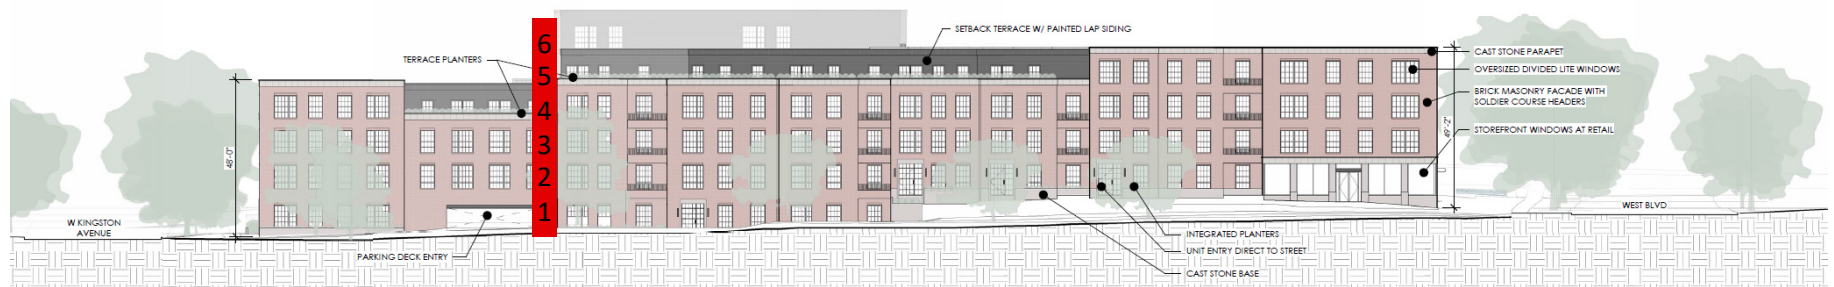 SETBACK TERRACE W/ PAINTED LAP SIDING
TERRACE PLANTERS
6
5
4
3
2
1
CAST STONE PARAPET
OVERSIZED DIVIDED LITE WINDOWS
BRICK MASONRY FACADE WITH
SOLDIER COURSE HEADERS
STOREFRONT WINDOWS AT RETAIL
48'-0"
49'-2"
W KINGSTON
AVENUE
WEST BLVD
PARKING DECK ENTRY
INTEGRATED PLANTERS
UNIT ENTRY DIRECT TO STREET
CAST STONE BASE